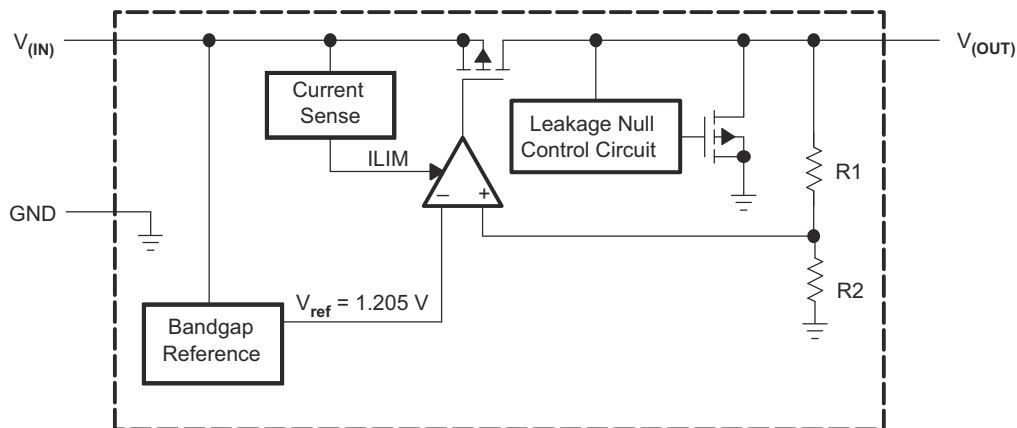 V(IN)
V(OUT)
Current
Sense
Leakage Null
Control Circuit
ILIM
R1
− +
GND
R2
Vref = 1.205 V
Bandgap
Reference